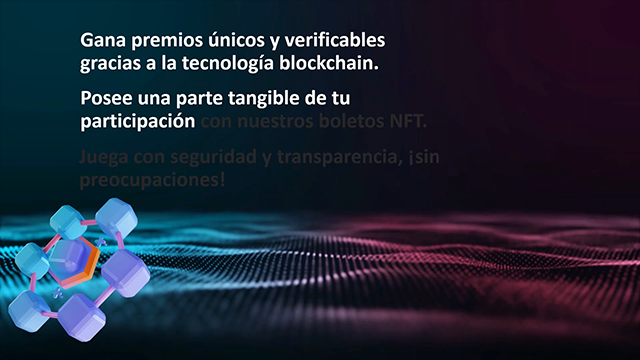 Gana premios únicos y verificables
gracias a la tecnología blockchain.
Posee una parte tangible de tu
participación con nuestros boletos NFT.
Juega con seguridad y transparencia, ¡sin
preocupaciones!